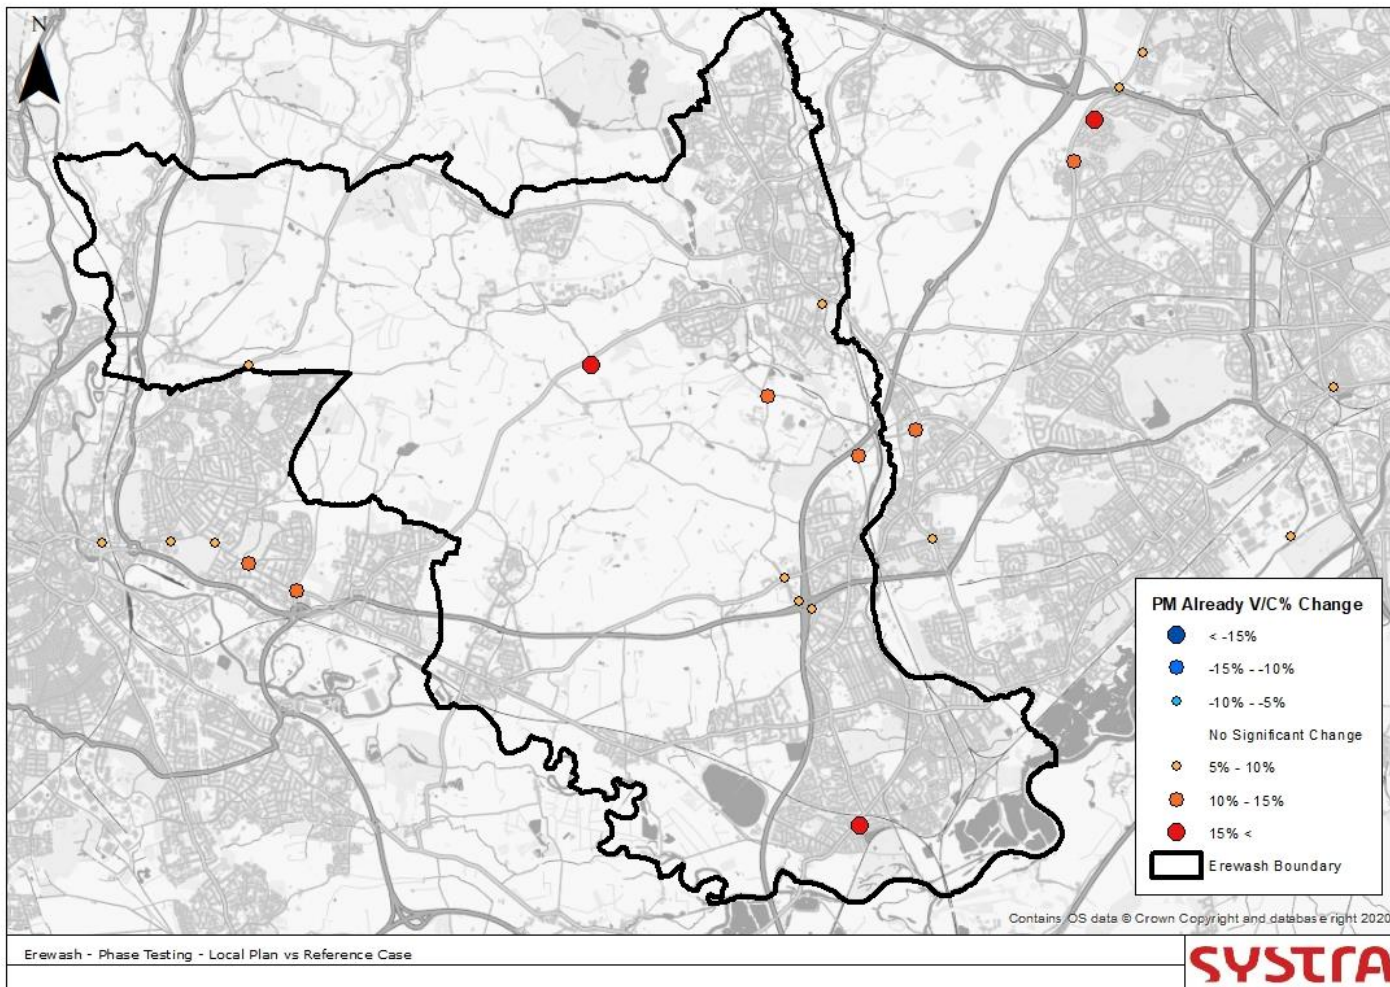 N
PM Already V/C% Change
< -15%
-15% - -10%
-10% - -5%
No Significant Change
5% - 10%
10% - 15%
15% <
Erewash Boundary
Contains OS data © Crown Copyright and database right 2020
Erewash - Phase Testing - Local Plan vs Reference Case
SYSTRA